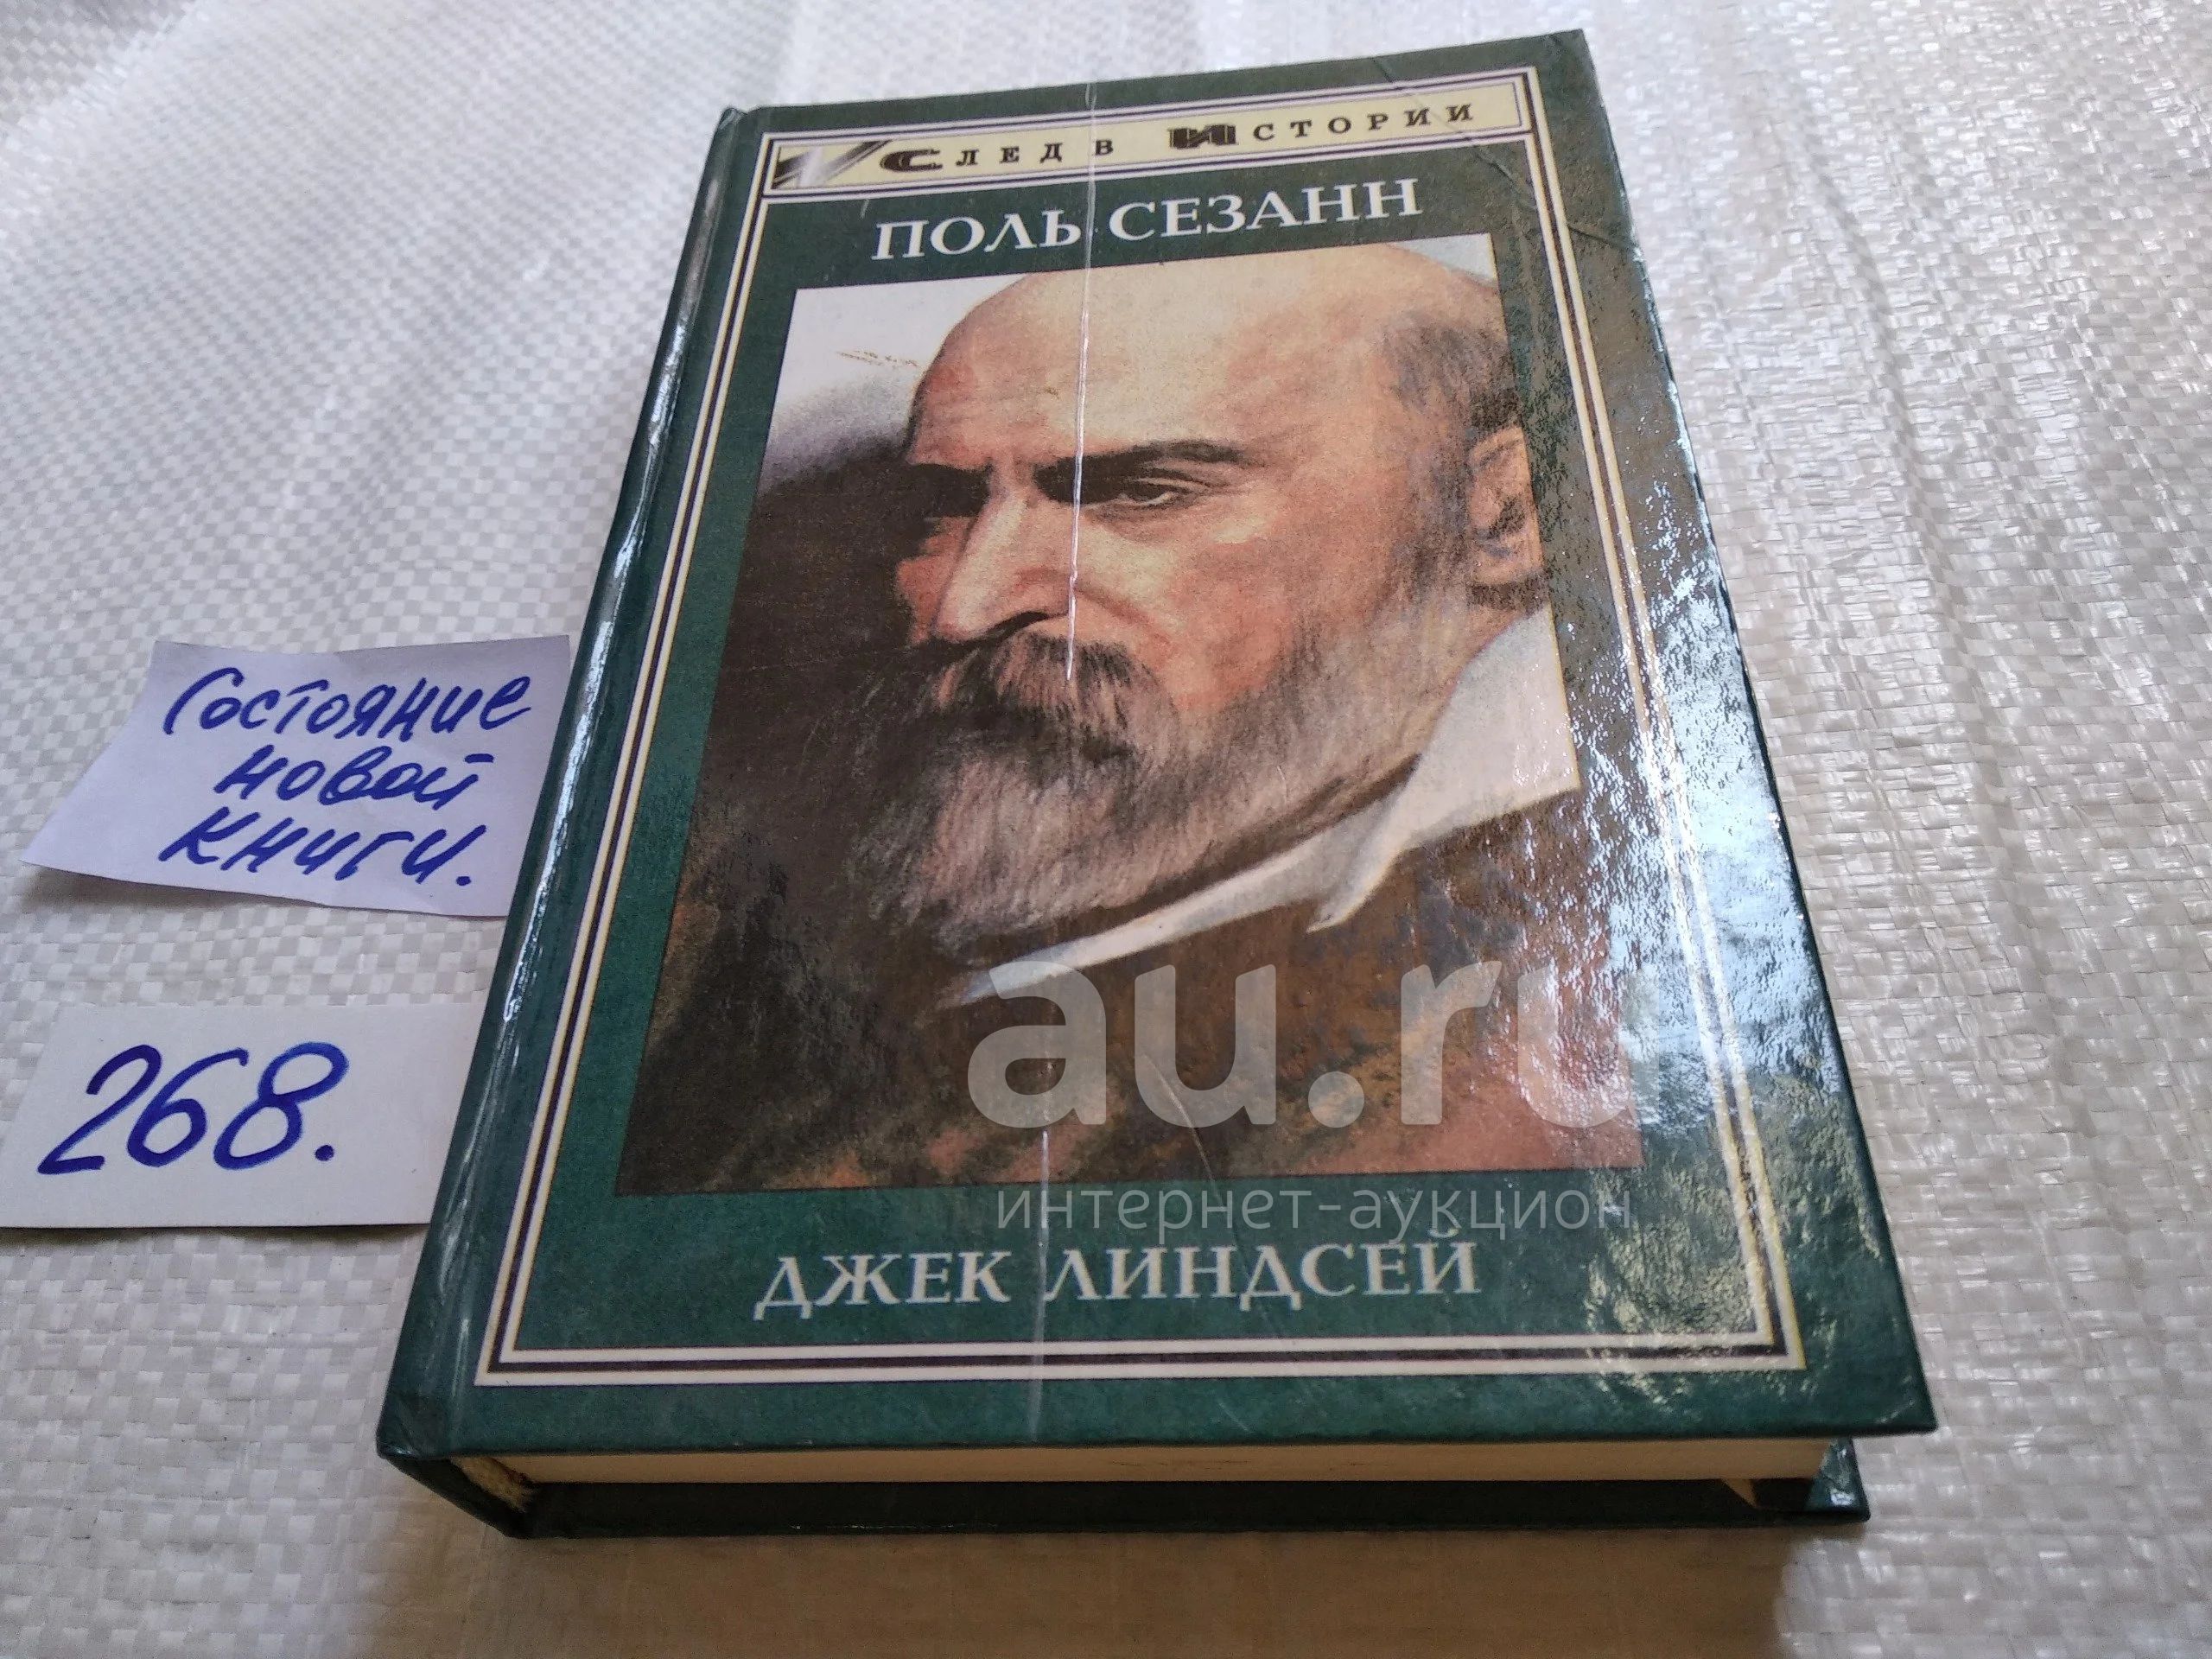 След в Истории
ПОЛЬ СЕЗАНН
Состояние
новой
книги.
268.
au.ru
интернет-аукцион
ДЖЕК ЛИНДСЕЙ